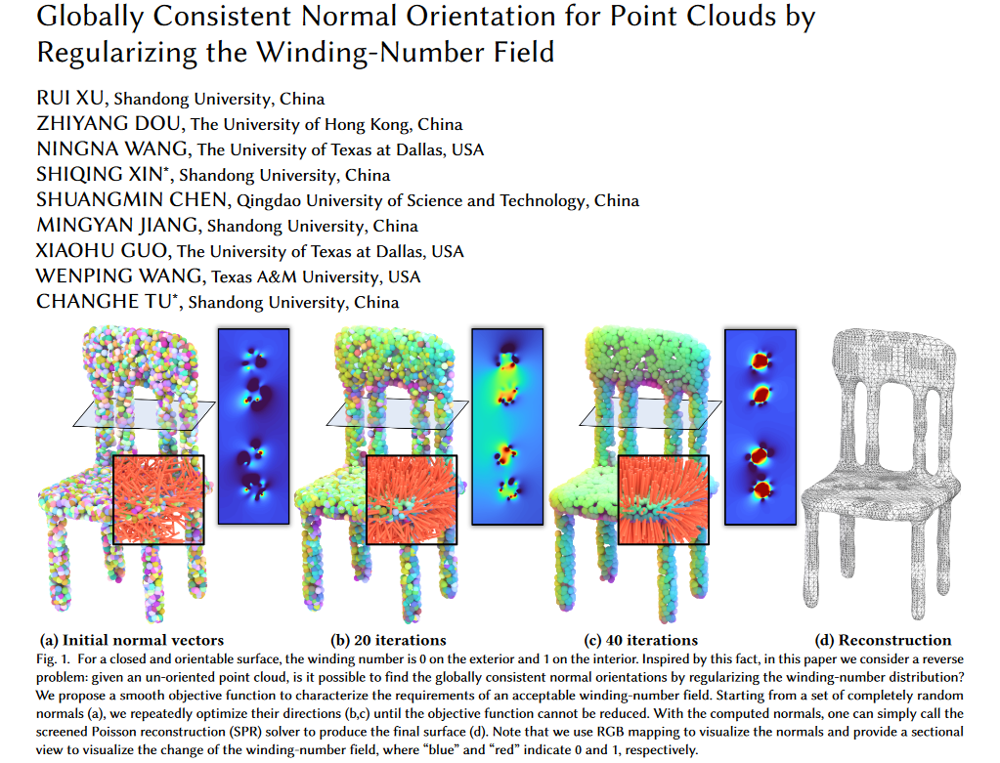 Globally Consistent Normal Orientation for Point Clouds by
Regularizing the Winding-Number Field
RUI XU, Shandong University, China
ZHIYANG DOU, The University of Hong Kong, China
NINGNA WANG, The University of Texas at Dallas, USA
SHIQING XIN*, Shandong University, China
SHUANGMIN CHEN, Qingdao University of Science and Technology, China
MINGYAN JIANG, Shandong University, China
XIAOHU GUO, The University of Texas at Dallas, USA
WENPING WANG, Texas A&M University, USA
CHANGHE TU*, Shandong University, China
(a) Initial normal vectors (b) 20 iterations (c) 40 iterations (d) Reconstruction
Fig. 1. For a closed and orientable surface, the winding number is 0 on the exterior and 1 on the interior. Inspired by this fact, in this paper we consider a reverse
problem: given an un-oriented point cloud, is it possible to find the globally consistent normal orientations by regularizing the winding-number distribution?
We propose a smooth objective function to characterize the requirements of an acceptable winding-number field. Starting from a set of completely random
normals (a), we repeatedly optimize their directions (b,c) until the objective function cannot be reduced. With the computed normals, one can simply call the
screened Poisson reconstruction (SPR) solver to produce the final surface (d). Note that we use RGB mapping to visualize the normals and provide a sectional
view to visualize the change of the winding-number field, where “blue” and “red” indicate 0 and 1, respectively.